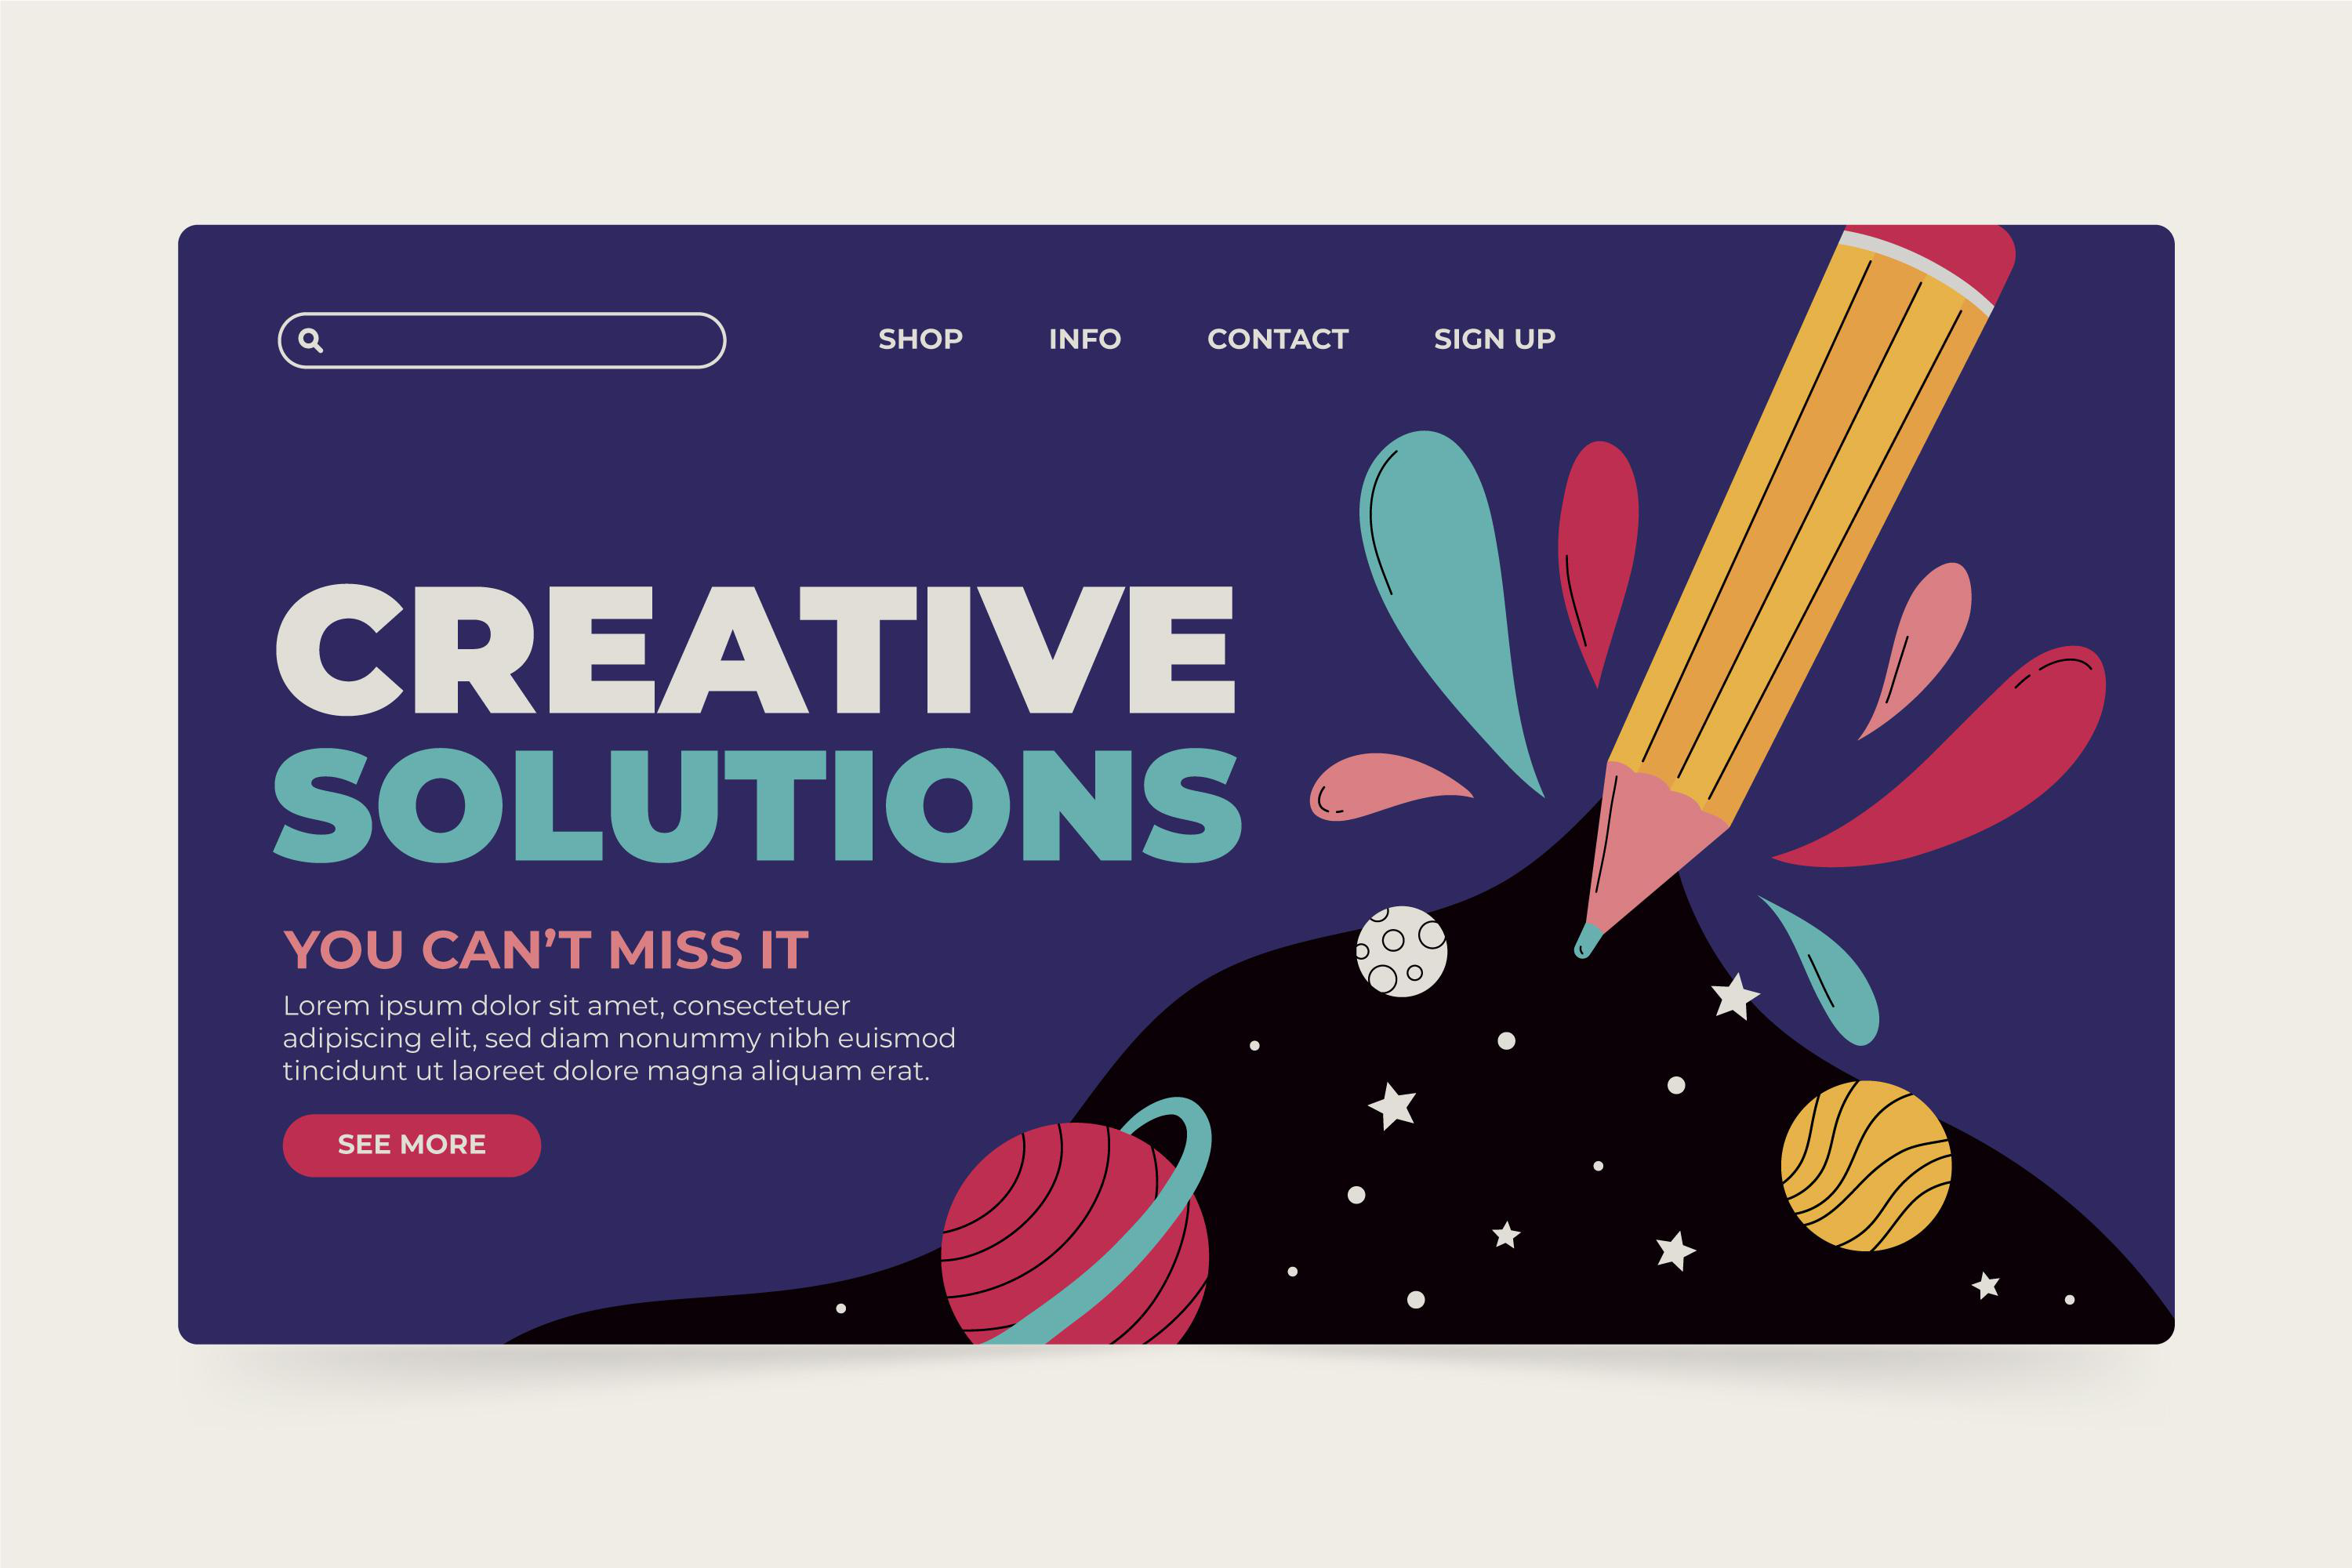 SHOP INFO CONTACT SIGN UP
CREATIVE
SOLUTIONS
YOU CAN'T MISS IT
Lorem ipsum dolor sit amet, consectetuer
adipiscing elit, sed diam nonummy nibh euismod
tincidunt ut laoreet dolore magna aliquam erat.
SEE MORE